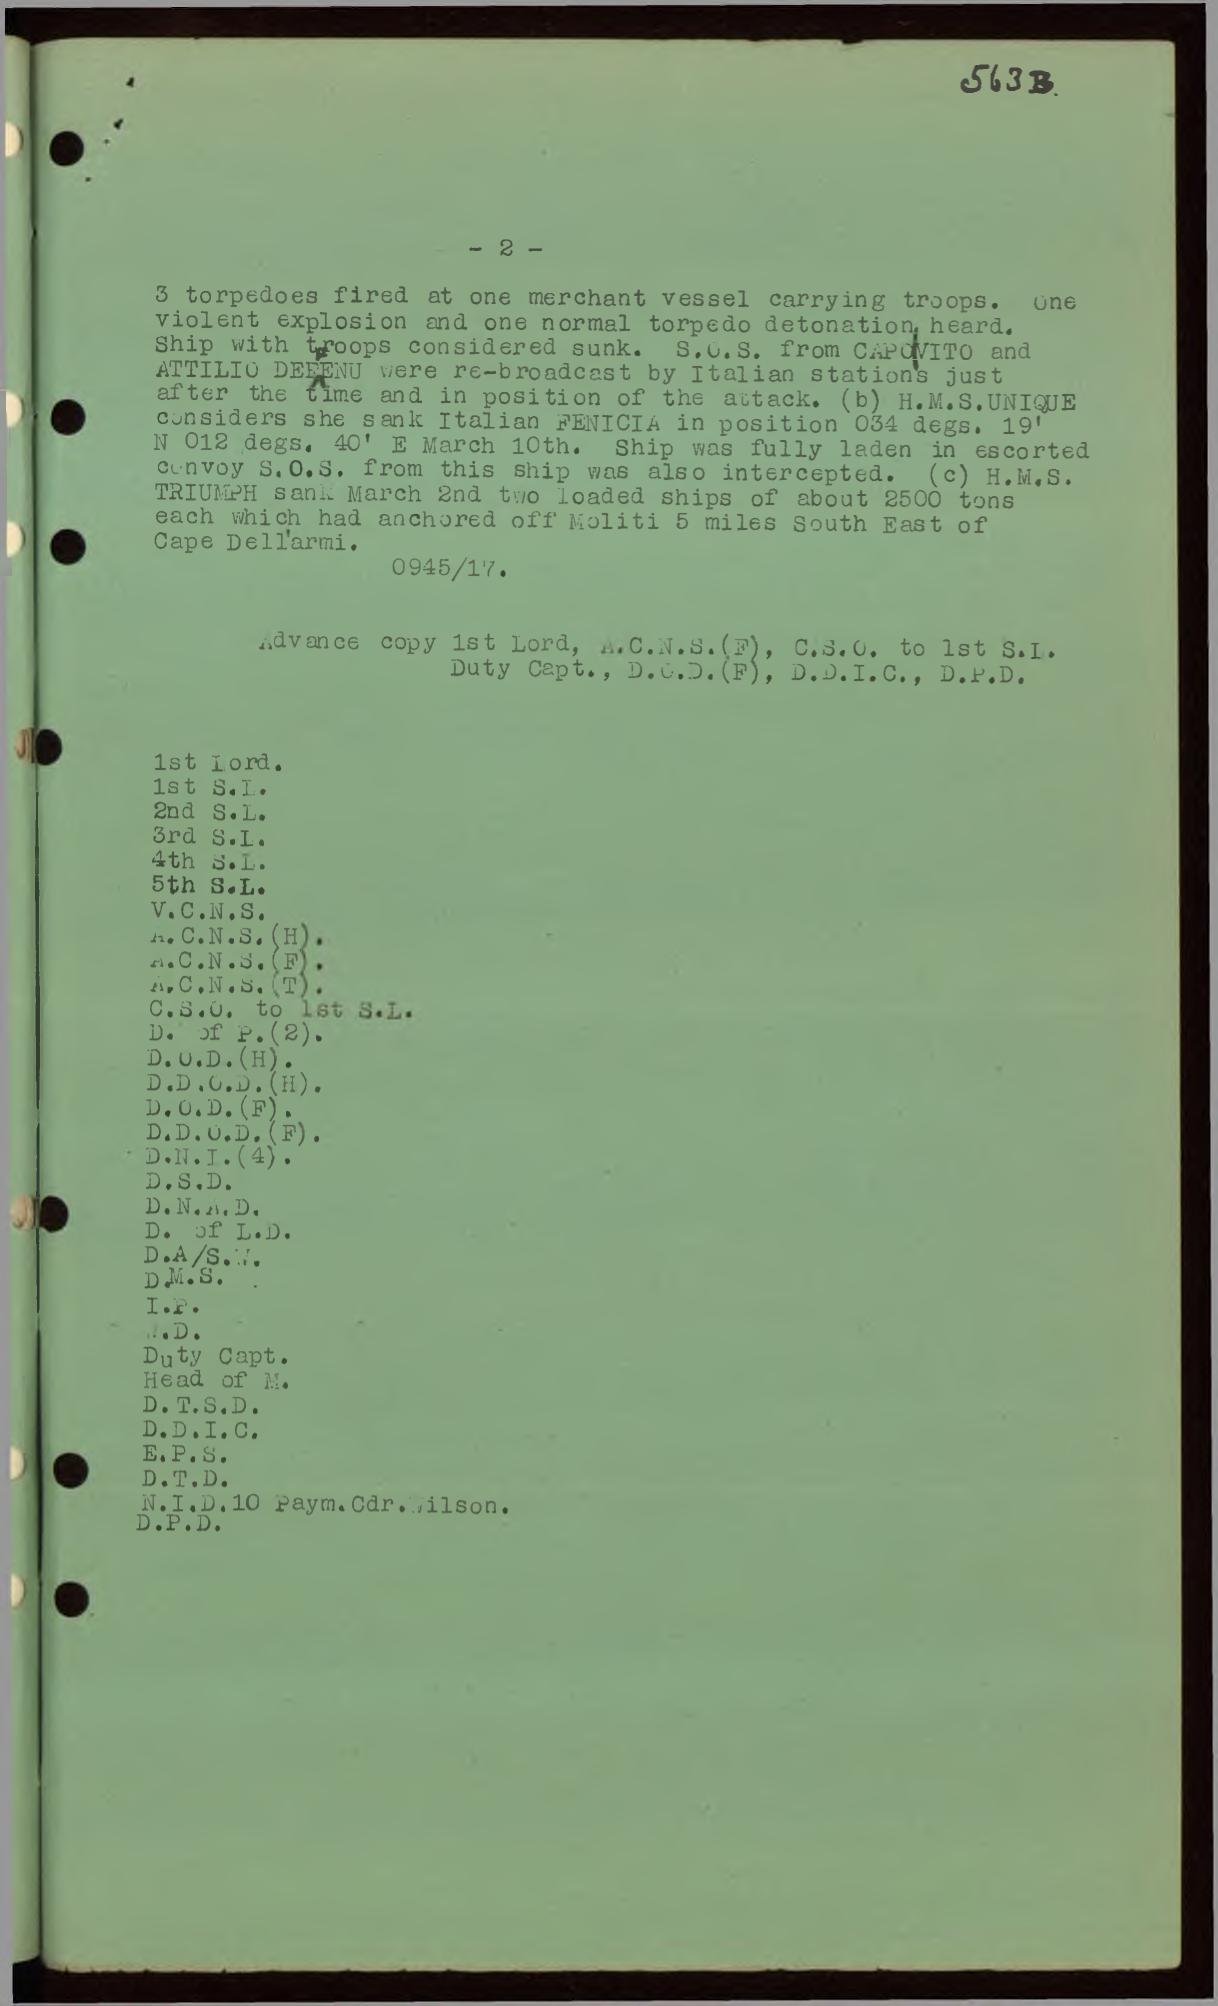 563B.
- 2 -
3 torpedoes fired at one merchant vessel carrying troops. One
violent explosion and one normal torpedo detonation, heard.
Ship with troops considered sunk. S.O.S. from CAPO VITO and
ATTILIO DEFFENU were re-broadcast by Italian stations just
after the time and in position of the attack. (b) H.M.S.UNIQUE
considers she sank Italian FENICIA in position 034 degs. 19'
N 012 degs. 40' E March 10th. Ship was fully laden in escorted
convoy S.O.S. from this ship was also intercepted. (c) H.M.S.
TRIUMPH sank March 2nd two loaded ships of about 2500 tons
each which had anchored off Moliti 5 miles South East of
Cape Dell'armi.
0945/17.
Advance copy 1st Lord, A.C.N.S.(F), C.S.O. to 1st S.L.
Duty Capt., D.O.D.(F), D.D.I.C., D.P.D.
1st Lord.
1st S.L.
2nd S.L.
3rd S.L.
4th S.L.
5th S.L.
V.C.N.S.
A.C.N.S.(H).
A.C.N.S.(F).
A.C.N.S.(T).
C.S.O. to 1st S.L.
D. of P.(2).
D.O.D.(H).
D.D.O.D.(H).
D.O.D.(F).
D.D.O.D.(F).
D.N.I.(4).
D.S.D.
D.N.A.D.
D. of L.D.
D.A/S.W.
D.M.S.
I.P.
Duty Capt.
Head of M.
D.T.S.D.
D.D.I.C.
E.P.S.
D.T.D.
N.I.D.10 Paym.Cdr.Wilson.
D.P.D.